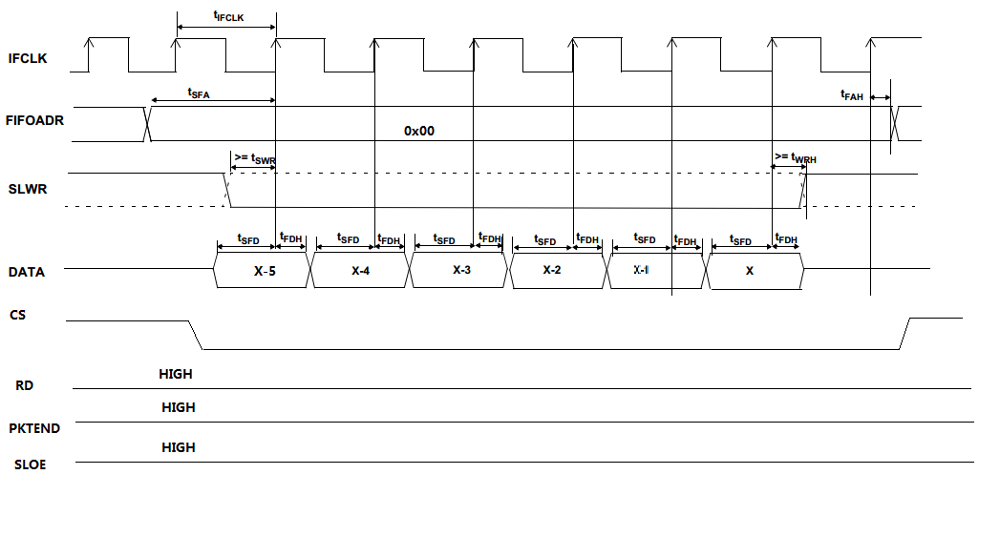 tIFCLK
IFCLK
tSFA
tFAH
FIFOADR
0x00
>= tSWR
>= tWRH
SLWR
tSFD tFDH tSFD tFDH tSFD tFDH tSFD tFDH tSFD tFDH tSFD tFDH
DATA X-5 X-4 X-3 X-2 X-1 X
CS
HIGH
RD
HIGH
PKTEND
HIGH
SLOE